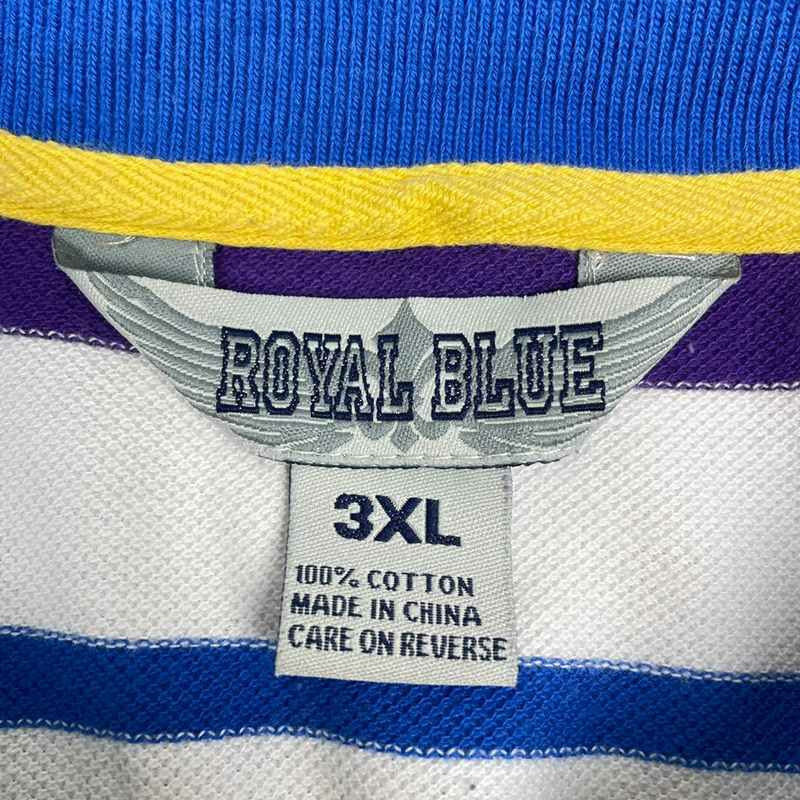 ROYAL BLUE
3XL
100% COTTON
MADE IN CHINA
CARE ON REVERSE